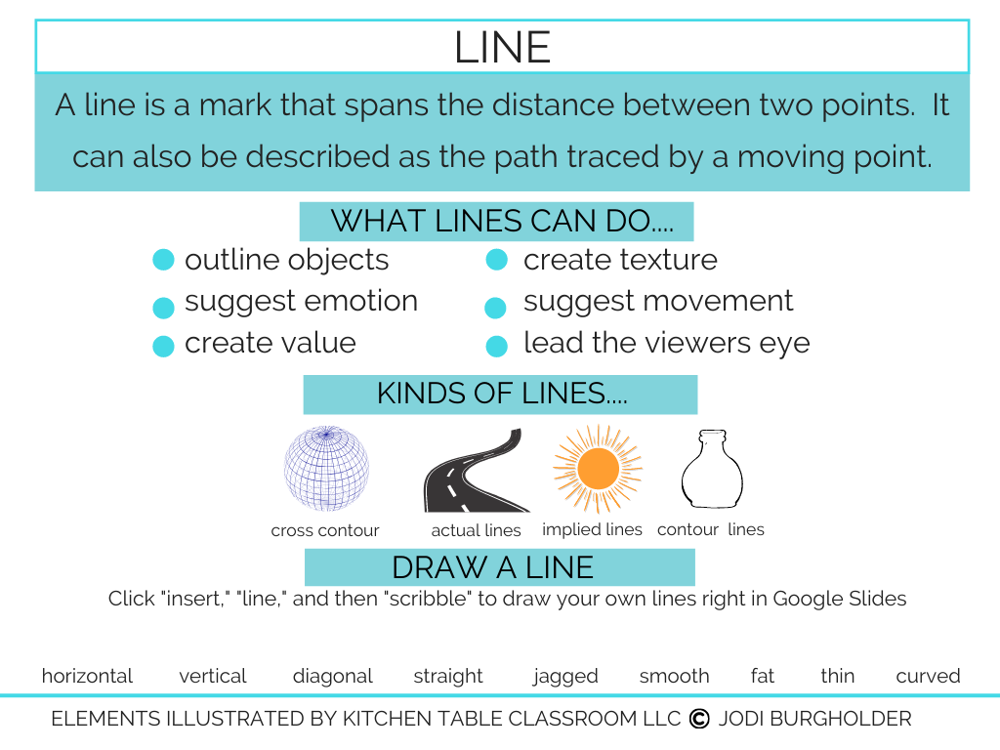 LINE
A line is a mark that spans the distance between two points.  It
can also be described as the path traced by a moving point.
WHAT LINES CAN DO....
outline objects
suggest emotion
create value
create texture
suggest movement
lead the viewers eye
KINDS OF LINES....
cross contour
actual lines
implied lines
contour  lines
DRAW A LINE
Click "insert," "line," and then "scribble" to draw your own lines right in Google Slides
horizontal vertical diagonal straight jagged smooth fat thin curved
ELEMENTS ILLUSTRATED BY KITCHEN TABLE CLASSROOM LLC © JODI BURGHOLDER